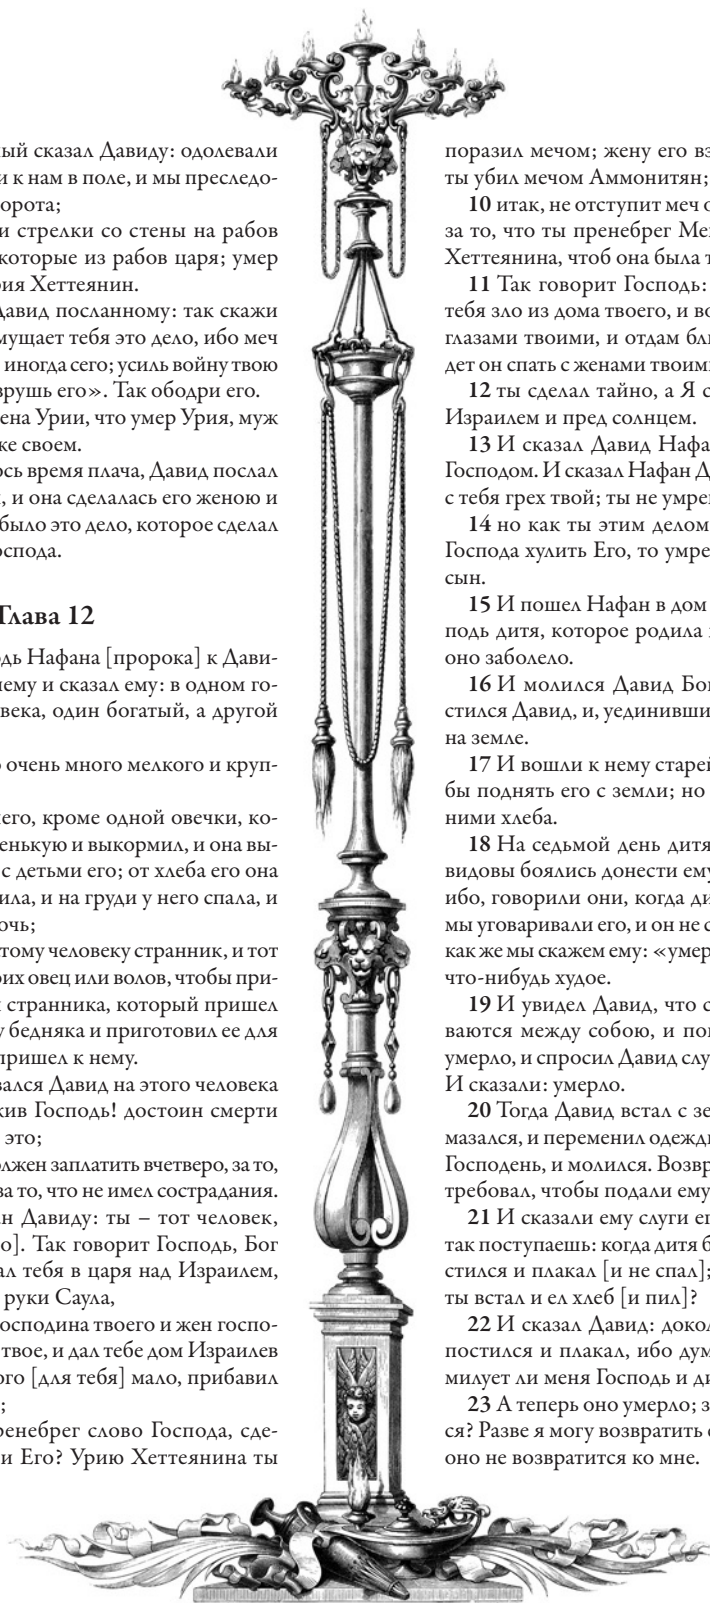 ый сказал Давиду: одолевали
и к нам в поле, и мы преследо-
орота;
и стрелки со стены на рабов
которые из рабов царя; умер
рия Хеттеянин.
Давид посланному: так скажи
мущает тебя это дело, ибо меч
иногда сего; усиль войну твою
зрушь его». Так ободри его.
ена Урии, что умер Урия, муж
же своем.
ось время плача, Давид послал
, и она сделалась его женою и
было это дело, которое сделал
оспода.
Глава 12
дь Нафана [пророка] к Дави-
нему и сказал ему: в одном го-
века, один богатый, а другой
о очень много мелкого и круп-
его, кроме одной овечки, ко-
енькую и выкормил, и она вы-
с детьми его; от хлеба его она
ила, и на груди у него спала, и
очь;
тому человеку странник, и тот
оих овец или волов, чтобы при-
я странника, который пришел
у бедняка и приготовил ее для
пришел к нему.
вался Давид на этого человека
жив Господь! достоин смерти
это;
олжен заплатить вчетверо, за то,
за то, что не имел сострадания.
ан Давиду: ты – тот человек,
о]. Так говорит Господь, Бог
ал тебя в царя над Израилем,
руки Саула,
осподина твоего и жен госпо-
твое, и дал тебе дом Израилев
ого [для тебя] мало, прибавил
;
ренебрег слово Господа, сде-
и Его? Урию Хеттеянина ты
поразил мечом; жену его вз
ты убил мечом Аммонитян;
10 итак, не отступит меч о
за то, что ты пренебрег Ме
Хеттеянина, чтоб она была т
11 Так говорит Господь:
тебя зло из дома твоего, и во
глазами твоими, и отдам бли
дет он спать с женами твоим
12 ты сделал тайно, а Я с
Израилем и пред солнцем.
13 И сказал Давид Нафа
Господом. И сказал Нафан Д
с тебя грех твой; ты не умре
14 но как ты этим делом
Господа хулить Его, то умре
сын.
15 И пошел Нафан в дом
подь дитя, которое родила
оно заболело.
16 И молился Давид Бог
стился Давид, и, уединивши
на земле.
17 И вошли к нему старей
бы поднять его с земли; но
ними хлеба.
18 На седьмой день дитя
видовы боялись донести ему
ибо, говорили они, когда ди
мы уговаривали его, и он не с
как же мы скажем ему: «умер
что-нибудь худое.
19 И увидел Давид, что с
ваются между собою, и по
умерло, и спросил Давид слу
И сказали: умерло.
20 Тогда Давид встал с зе
мазался, и переменил одежд
Господень, и молился. Возвр
требовал, чтобы подали ему
21 И сказали ему слуги ег
так поступаешь: когда дитя б
стился и плакал [и не спал];
ты встал и ел хлеб [и пил]?
22 И сказал Давид: докол
постился и плакал, ибо дум
милует ли меня Господь и ди
23 А теперь оно умерло; з
ся? Разве я могу возвратить е
оно не возвратится ко мне.